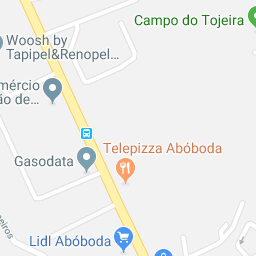 Campo do Tojeira
Woosh by
Tapipel&Renopel...
mércio
ão de...
Telepizza Abóboda
Gasodata
Lidl Abóboda